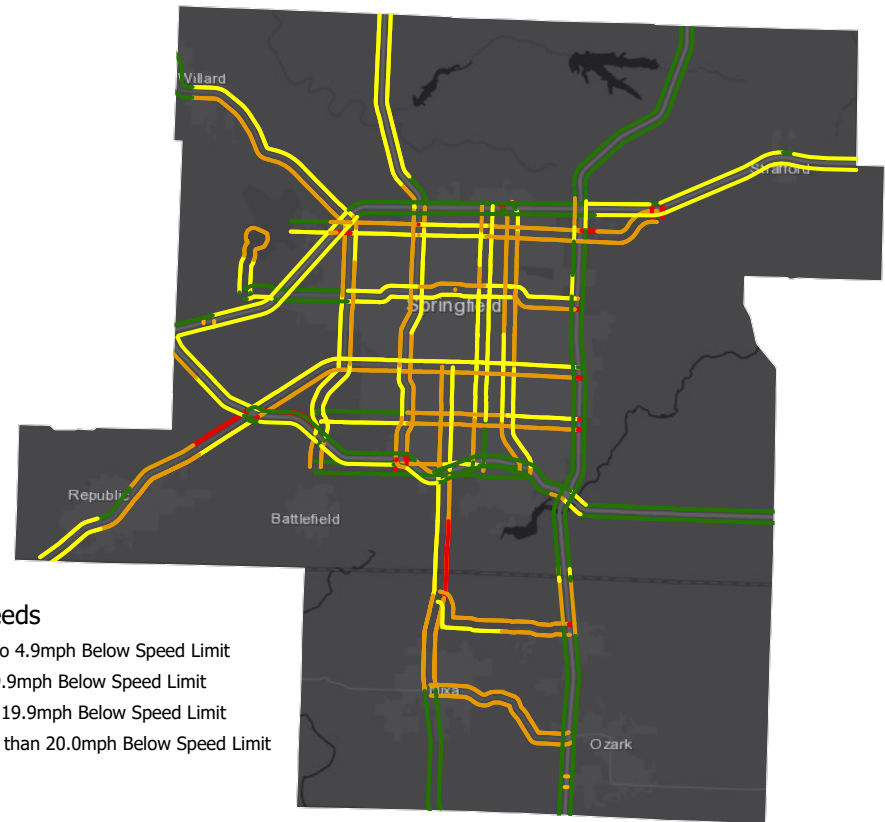 Willard
Strafford
Springfield
Republic
Battlefield
eeds
o 4.9mph Below Speed Limit
.9mph Below Speed Limit
19.9mph Below Speed Limit
than 20.0mph Below Speed Limit
Nixa
Ozark